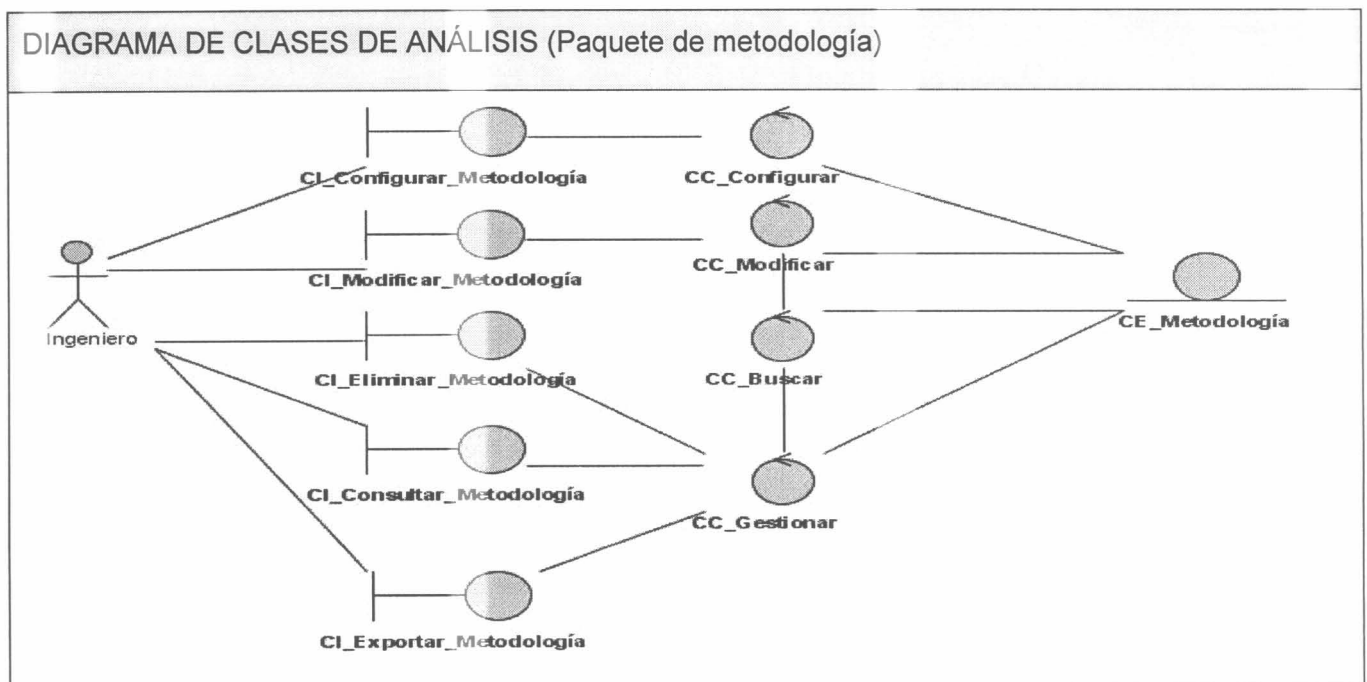 DIAGRAMA DE CLASES DE ANÁLISIS (Paquete de metodología)
CI_Configurar_Metodología
CC_Configurar
CI_Modificar_Metodología
CC_Modificar
CE_Metodología
Ingeniero
CI_Eliminar_Metodología
CC_Buscar
CI_Consultar_Metodología
CC_Gestionar
CI_Exportar_Metodología